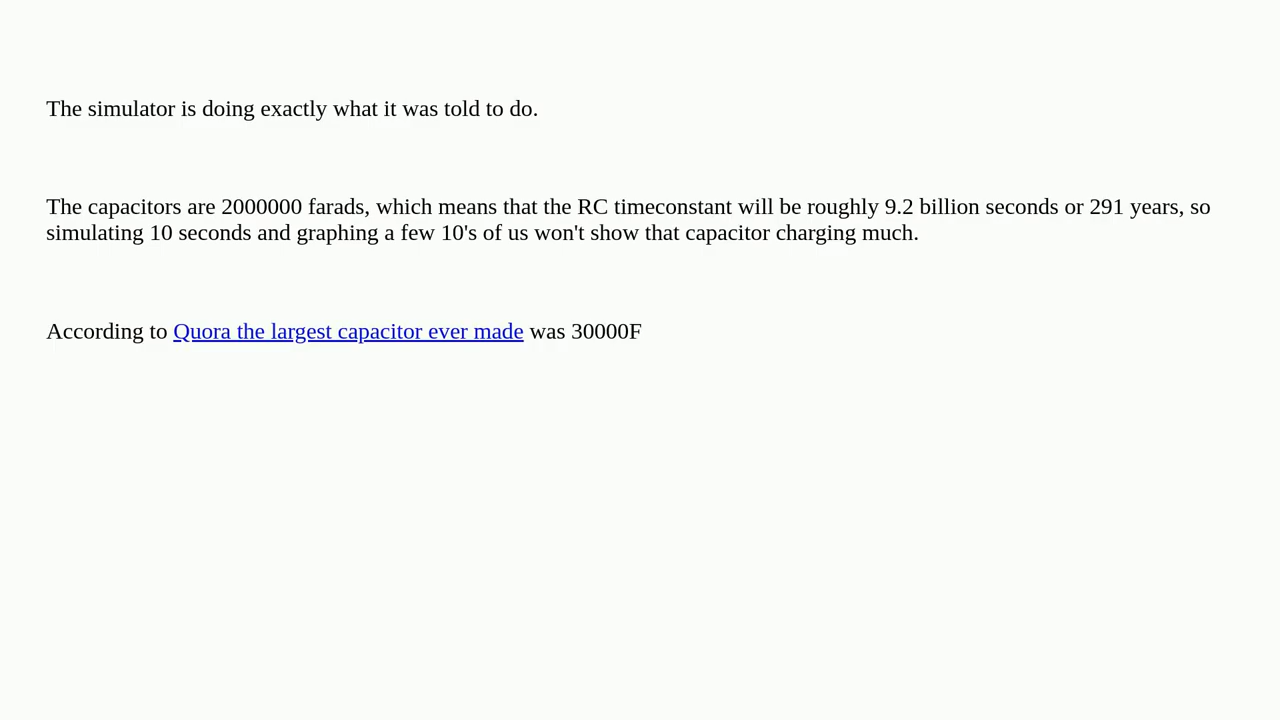 The simulator is doing exactly what it was told to do.
The capacitors are 2000000 farads, which means that the RC timeconstant will be roughly 9.2 billion seconds or 291 years, so
simulating 10 seconds and graphing a few 10's of us won't show that capacitor charging much.
According to Quora the largest capacitor ever made was 30000F